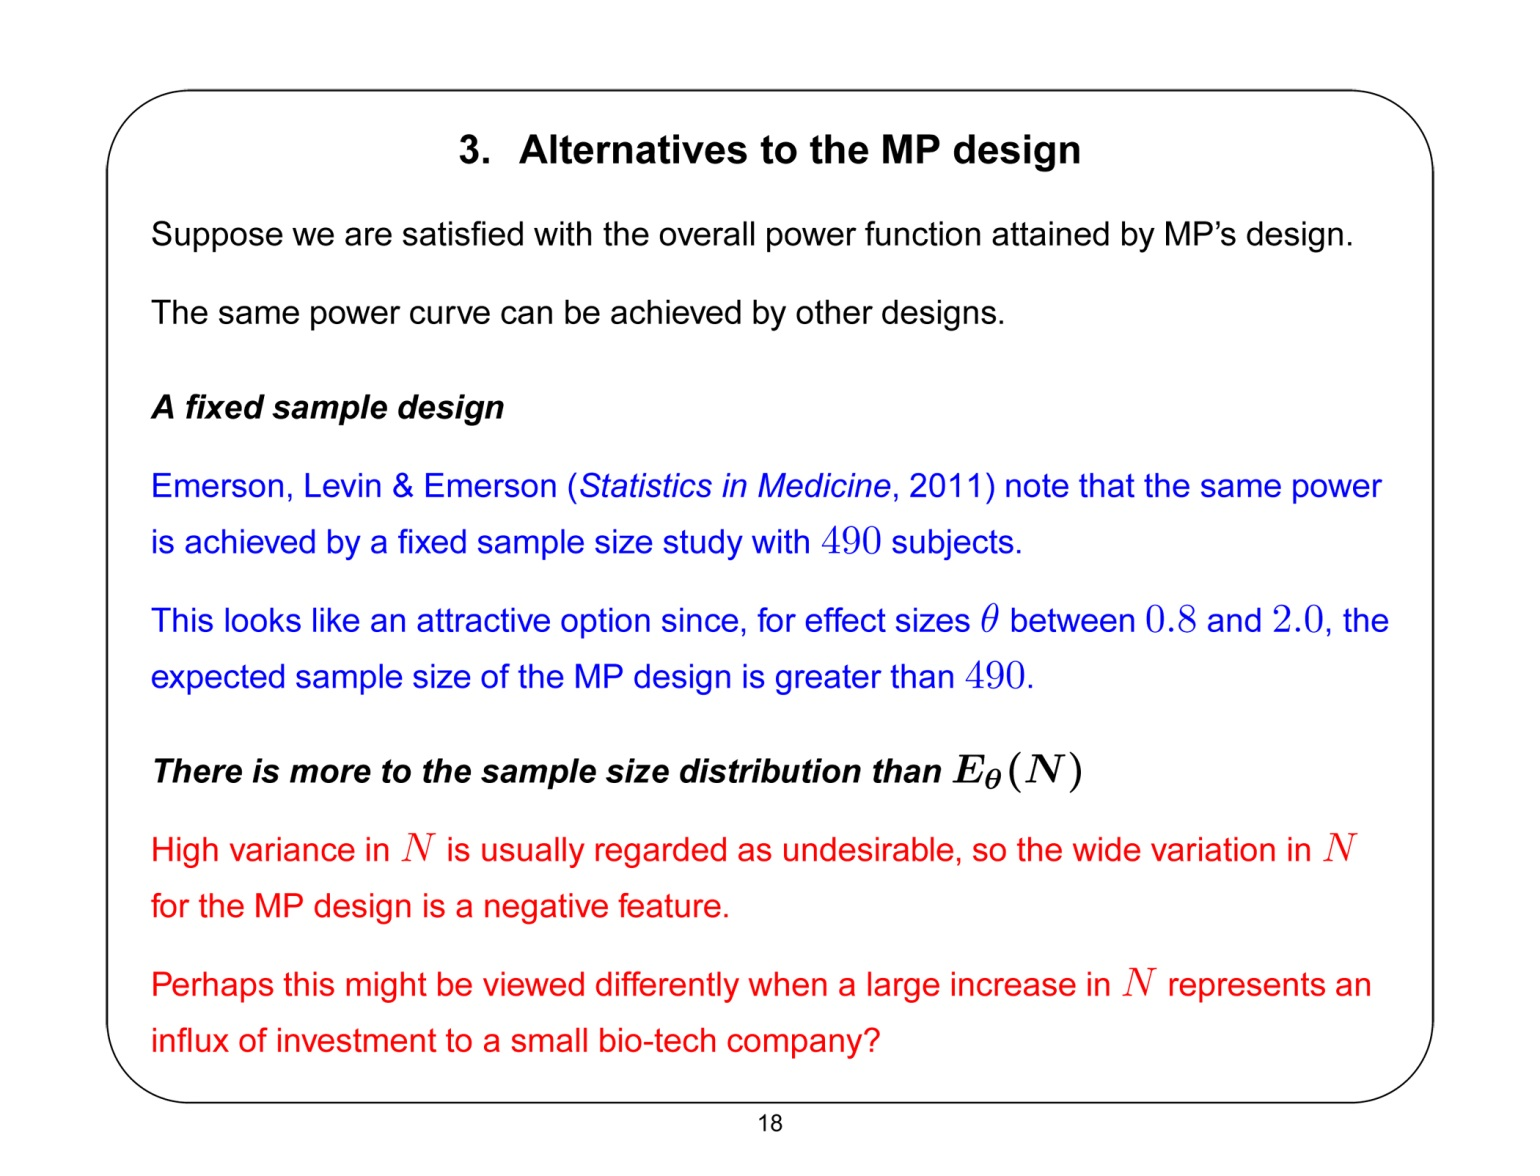 3. Alternatives to the MP design
Suppose we are satisfied with the overall power function attained by MP’s design.
The same power curve can be achieved by other designs.
A fixed sample design
Emerson, Levin & Emerson (Statistics in Medicine, 2011) note that the same power
is achieved by a fixed sample size study with 490 subjects.
This looks like an attractive option since, for effect sizes θ between 0.8 and 2.0, the
expected sample size of the MP design is greater than 490.
There is more to the sample size distribution than E_θ(N)
High variance in N is usually regarded as undesirable, so the wide variation in N
for the MP design is a negative feature.
Perhaps this might be viewed differently when a large increase in N represents an
influx of investment to a small bio-tech company?
18